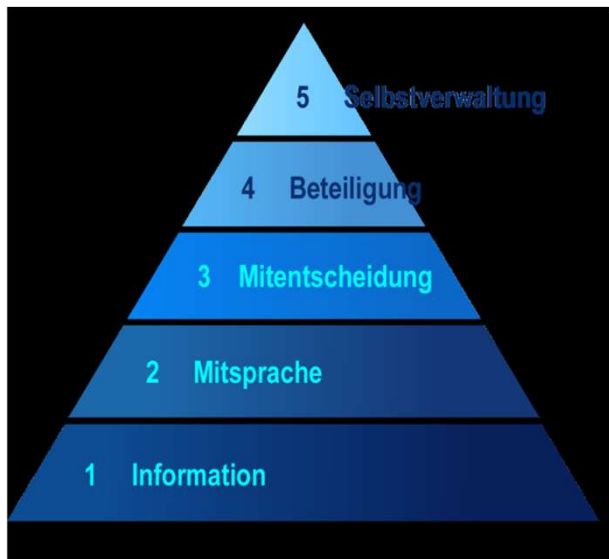 5 Selbstverwaltung
4 Beteiligung
3 Mitentscheidung
2 Mitsprache
1 Information